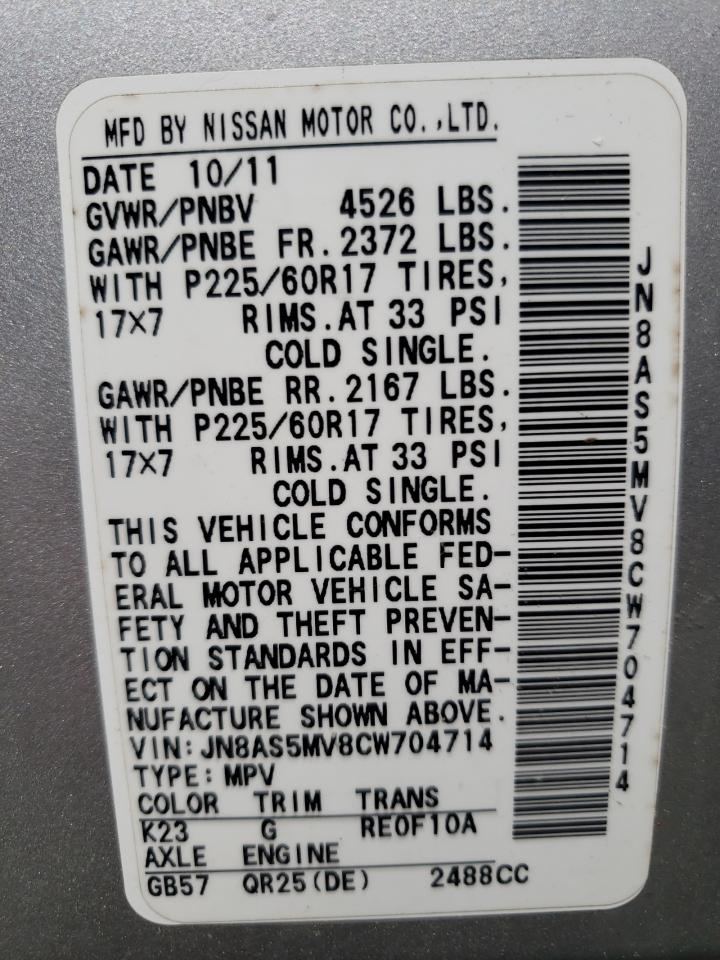 MFD BY NISSAN MOTOR CO.,LTD.
DATE 10/11
GVWR/PNBV 4526 LBS.
GAWR/PNBE FR.2372 LBS.
WITH P225/60R17 TIRES,
17×7 RIMS.AT 33 PSI
COLD SINGLE.
GAWR/PNBE RR.2167 LBS.
WITH P225/60R17 TIRES,
17×7 RIMS.AT 33 PSI
COLD SINGLE.
THIS VEHICLE CONFORMS
TO ALL APPLICABLE FED-
ERAL MOTOR VEHICLE SA-
FETY AND THEFT PREVEN-
TION STANDARDS IN EFF-
ECT ON THE DATE OF MA-
NUFACTURE SHOWN ABOVE.
VIN:JN8AS5MV8CW704714
TYPE:MPV
COLOR TRIM TRANS
K23 G RE0F10A
AXLE ENGINE
GB57 QR25(DE) 2488CC
JN8AS5MV8CW704714